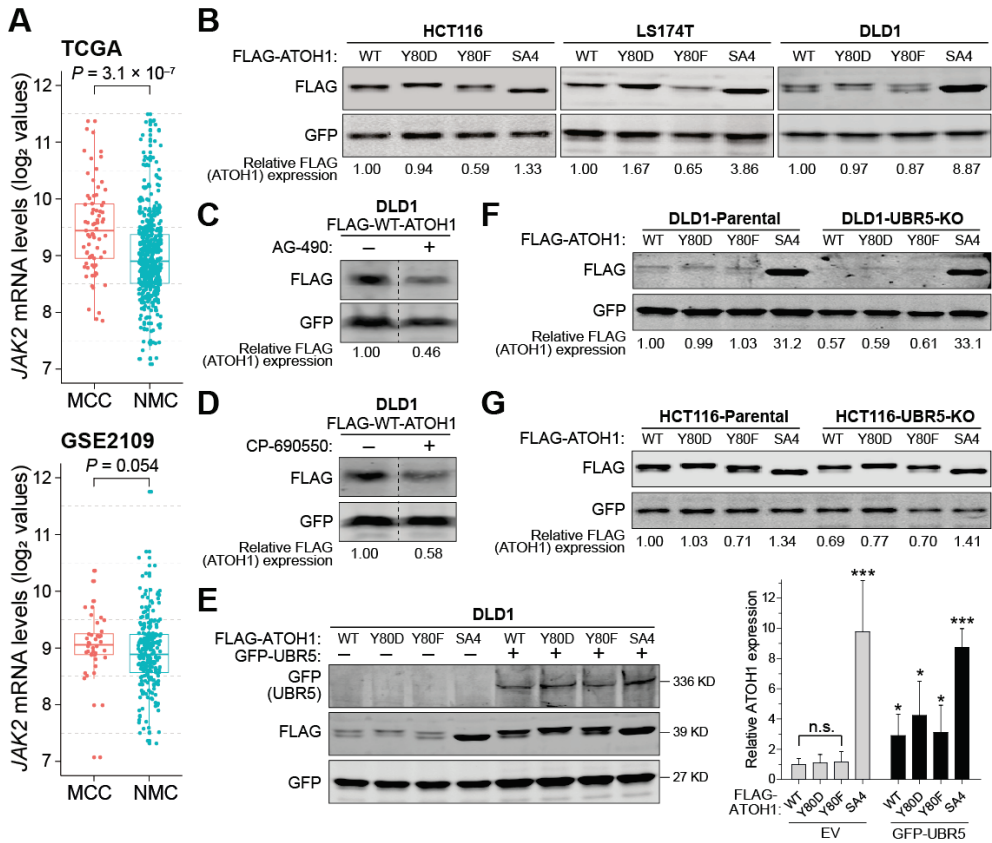 A
TCGA
P = 3.1 × 10⁻⁷
JAK2 mRNA levels (log₂ values)
12
11
10
9
8
7
MCC NMC
GSE2109
P = 0.054
JAK2 mRNA levels (log₂ values)
12
11
10
9
8
7
MCC NMC
B
HCT116 LS174T DLD1
FLAG-ATOH1: WT Y80D Y80F SA4 WT Y80D Y80F SA4 WT Y80D Y80F SA4
FLAG
GFP
Relative FLAG
(ATOH1) expression 1.00 0.94 0.59 1.33 1.00 1.67 0.65 3.86 1.00 0.97 0.87 8.87
C
DLD1
FLAG-WT-ATOH1
AG-490: – +
FLAG
GFP
Relative FLAG
(ATOH1) expression 1.00 0.46
D
DLD1
FLAG-WT-ATOH1
CP-690550: – +
FLAG
GFP
Relative FLAG
(ATOH1) expression 1.00 0.58
F
DLD1-Parental DLD1-UBR5-KO
FLAG-ATOH1: WT Y80D Y80F SA4 WT Y80D Y80F SA4
FLAG
GFP
Relative FLAG
(ATOH1) expression 1.00 0.99 1.03 31.2 0.57 0.59 0.61 33.1
G
HCT116-Parental HCT116-UBR5-KO
FLAG-ATOH1: WT Y80D Y80F SA4 WT Y80D Y80F SA4
FLAG
GFP
Relative FLAG
(ATOH1) expression 1.00 1.03 0.71 1.34 0.69 0.77 0.70 1.41
E
DLD1
FLAG-ATOH1: WT Y80D Y80F SA4 WT Y80D Y80F SA4
GFP-UBR5: – – – – + + + +
GFP
(UBR5)
336 KD
FLAG
39 KD
GFP
27 KD
Relative ATOH1 expression
12
10
8
6
4
2
0
n.s.
***
*
*
*
***
FLAG-
ATOH1: WT Y80D Y80F SA4 WT Y80D Y80F SA4
EV GFP-UBR5